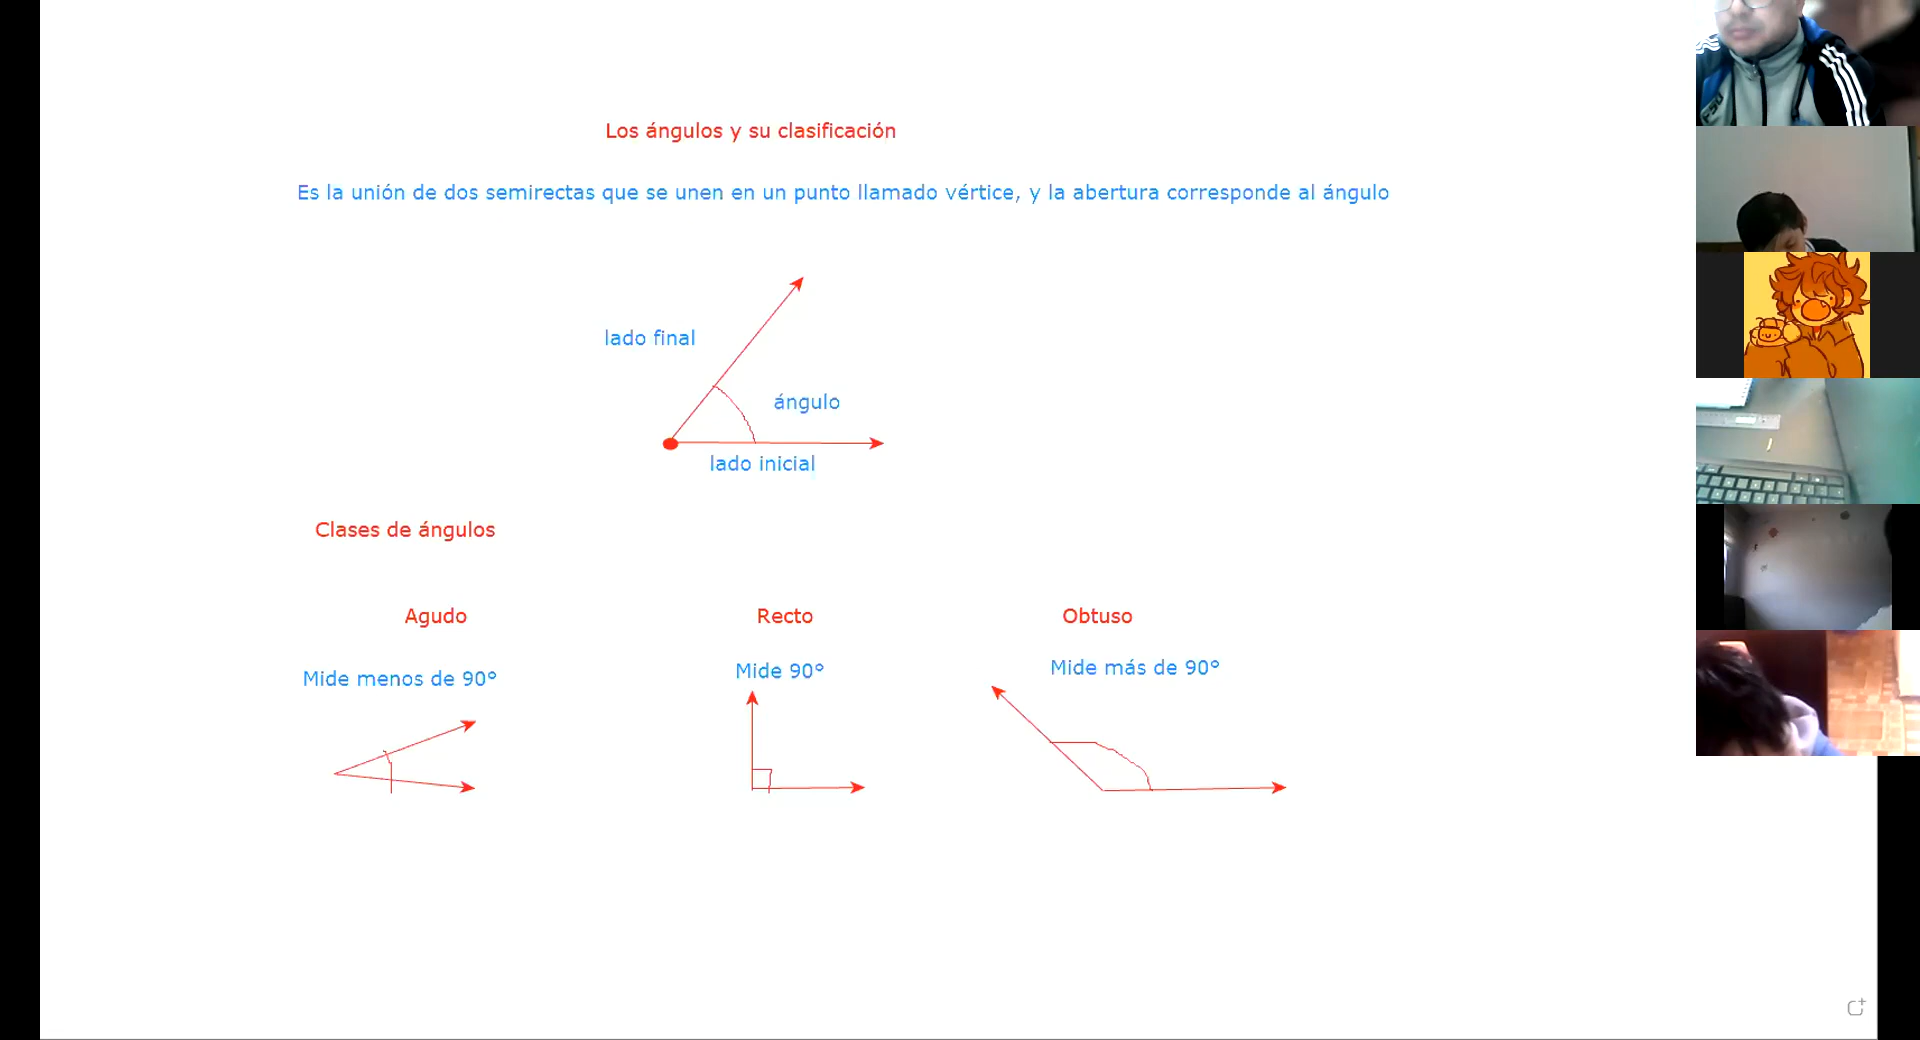 Los ángulos y su clasificación
Es la unión de dos semirectas que se unen en un punto llamado vértice, y la abertura corresponde al ángulo
lado final
ángulo
lado inicial
Clases de ángulos
Agudo
Recto
Obtuso
Mide menos de 90°
Mide 90°
Mide más de 90°